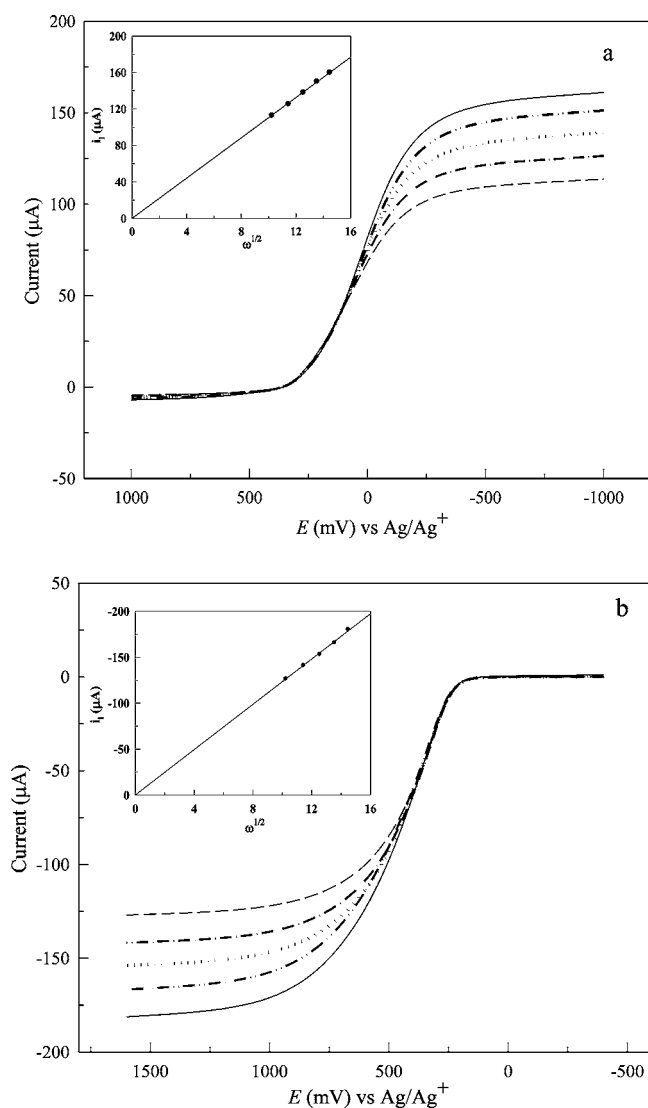 a
200
150
100
50
0
-50
Current (μA)
1000 500 0 -500 -1000
E (mV) vs Ag/Ag+
200
160
120
80
40
0
i_l (μA)
0 4 8 12 16
ω^1/2
b
50
0
-50
-100
-150
-200
Current (μA)
1500 1000 500 0 -500
E (mV) vs Ag/Ag+
-200
-150
-100
-50
0
i_l (μA)
0 4 8 12 16
ω^1/2